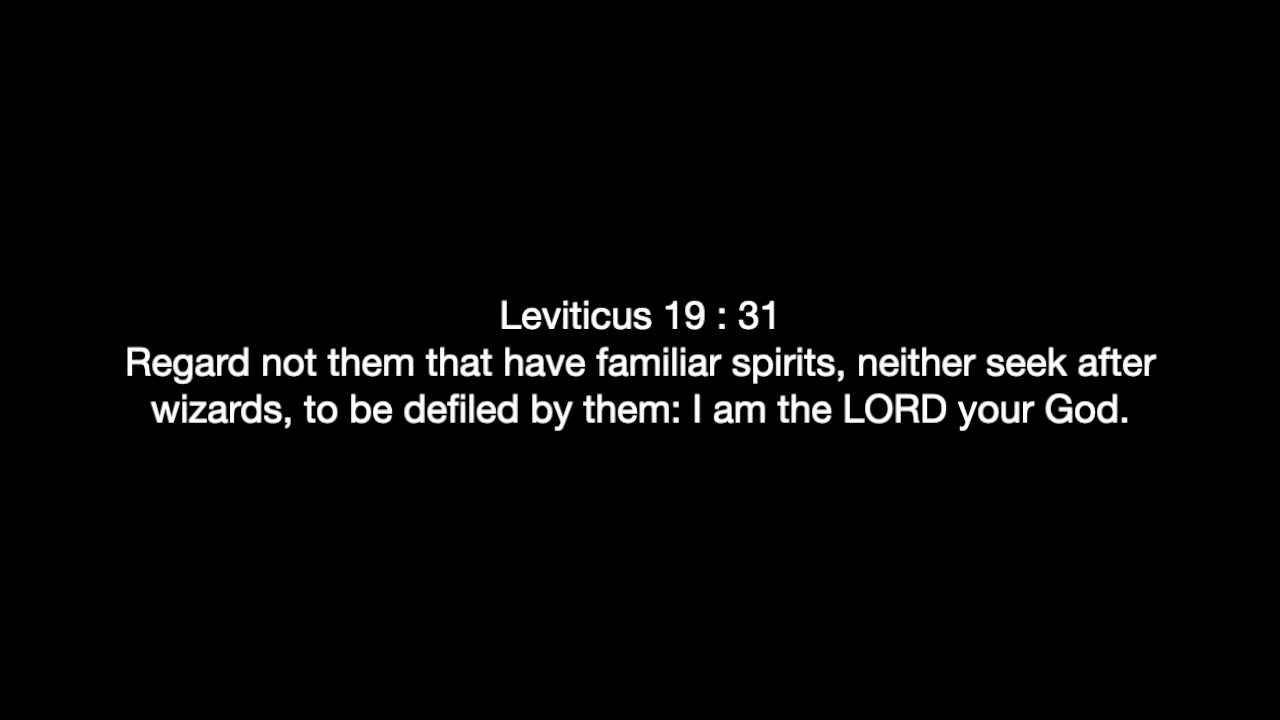 Leviticus 19 : 31
Regard not them that have familiar spirits, neither seek after
wizards, to be defiled by them: I am the LORD your God.